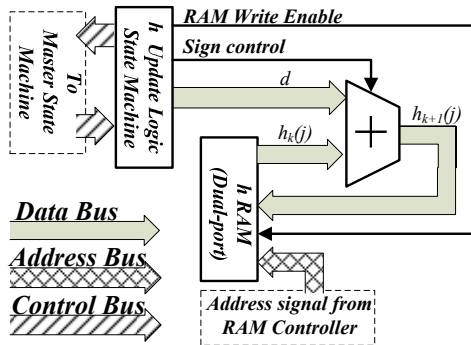 RAM Write Enable
Sign control
To
Master State
Machine
h Update Logic
State Machine
d
h_k(j)
h_{k+1}(j)
+
h RAM
(Dual-port)
Data Bus
Address Bus
Control Bus
Address signal from
RAM Controller